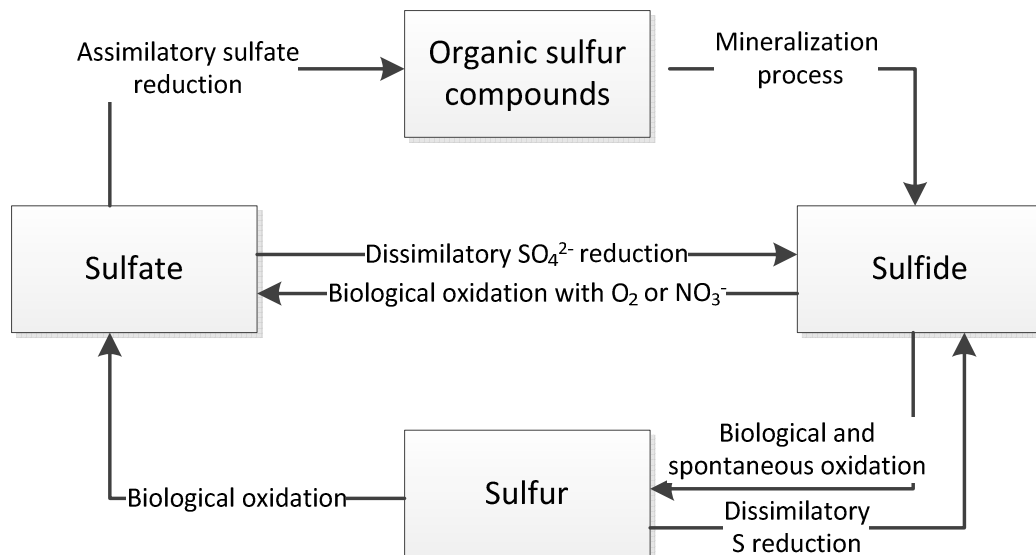 Assimilatory sulfate
reduction
Organic sulfur
compounds
Mineralization
process
Sulfate
Dissimilatory SO₄²⁻ reduction
Biological oxidation with O₂ or NO₃⁻
Sulfide
Biological and
spontaneous oxidation
Biological oxidation
Sulfur
Dissimilatory
S reduction